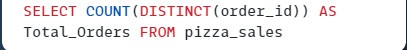 SELECT COUNT(DISTINCT(order_id)) AS
Total_Orders FROM pizza_sales